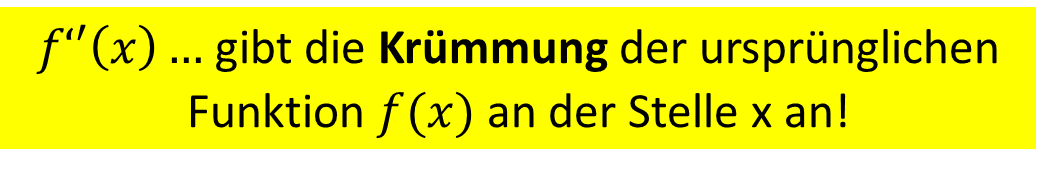 f“′(x) ... gibt die Krümmung der ursprünglichen
Funktion f(x) an der Stelle x an!